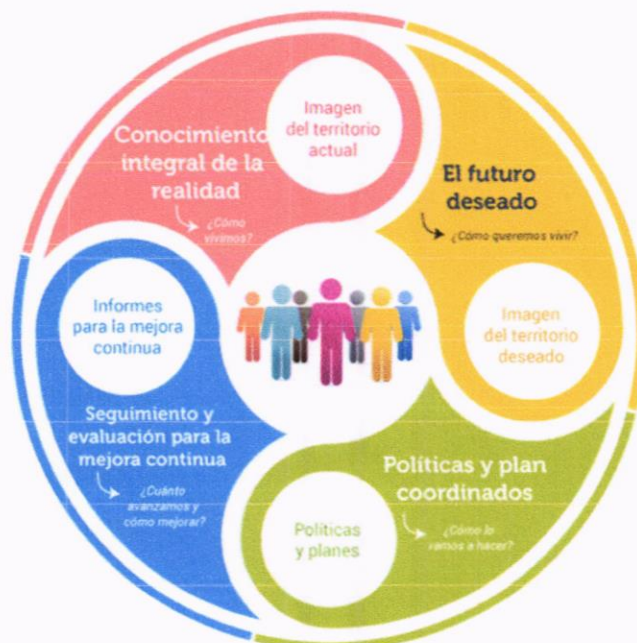 Conocimiento
integral de la
realidad
¿Cómo
vivimos?
Imagen
del territorio
actual
El futuro
deseado
¿Cómo queremos vivir?
Imagen
del territorio
deseado
Políticas y plan
coordinados
¿Cómo lo
vamos a hacer?
Políticas
y planes
Seguimiento y
evaluación para la
mejora continua
¿Cuánto
avanzamos y
cómo mejorar?
Informes
para la mejora
continua